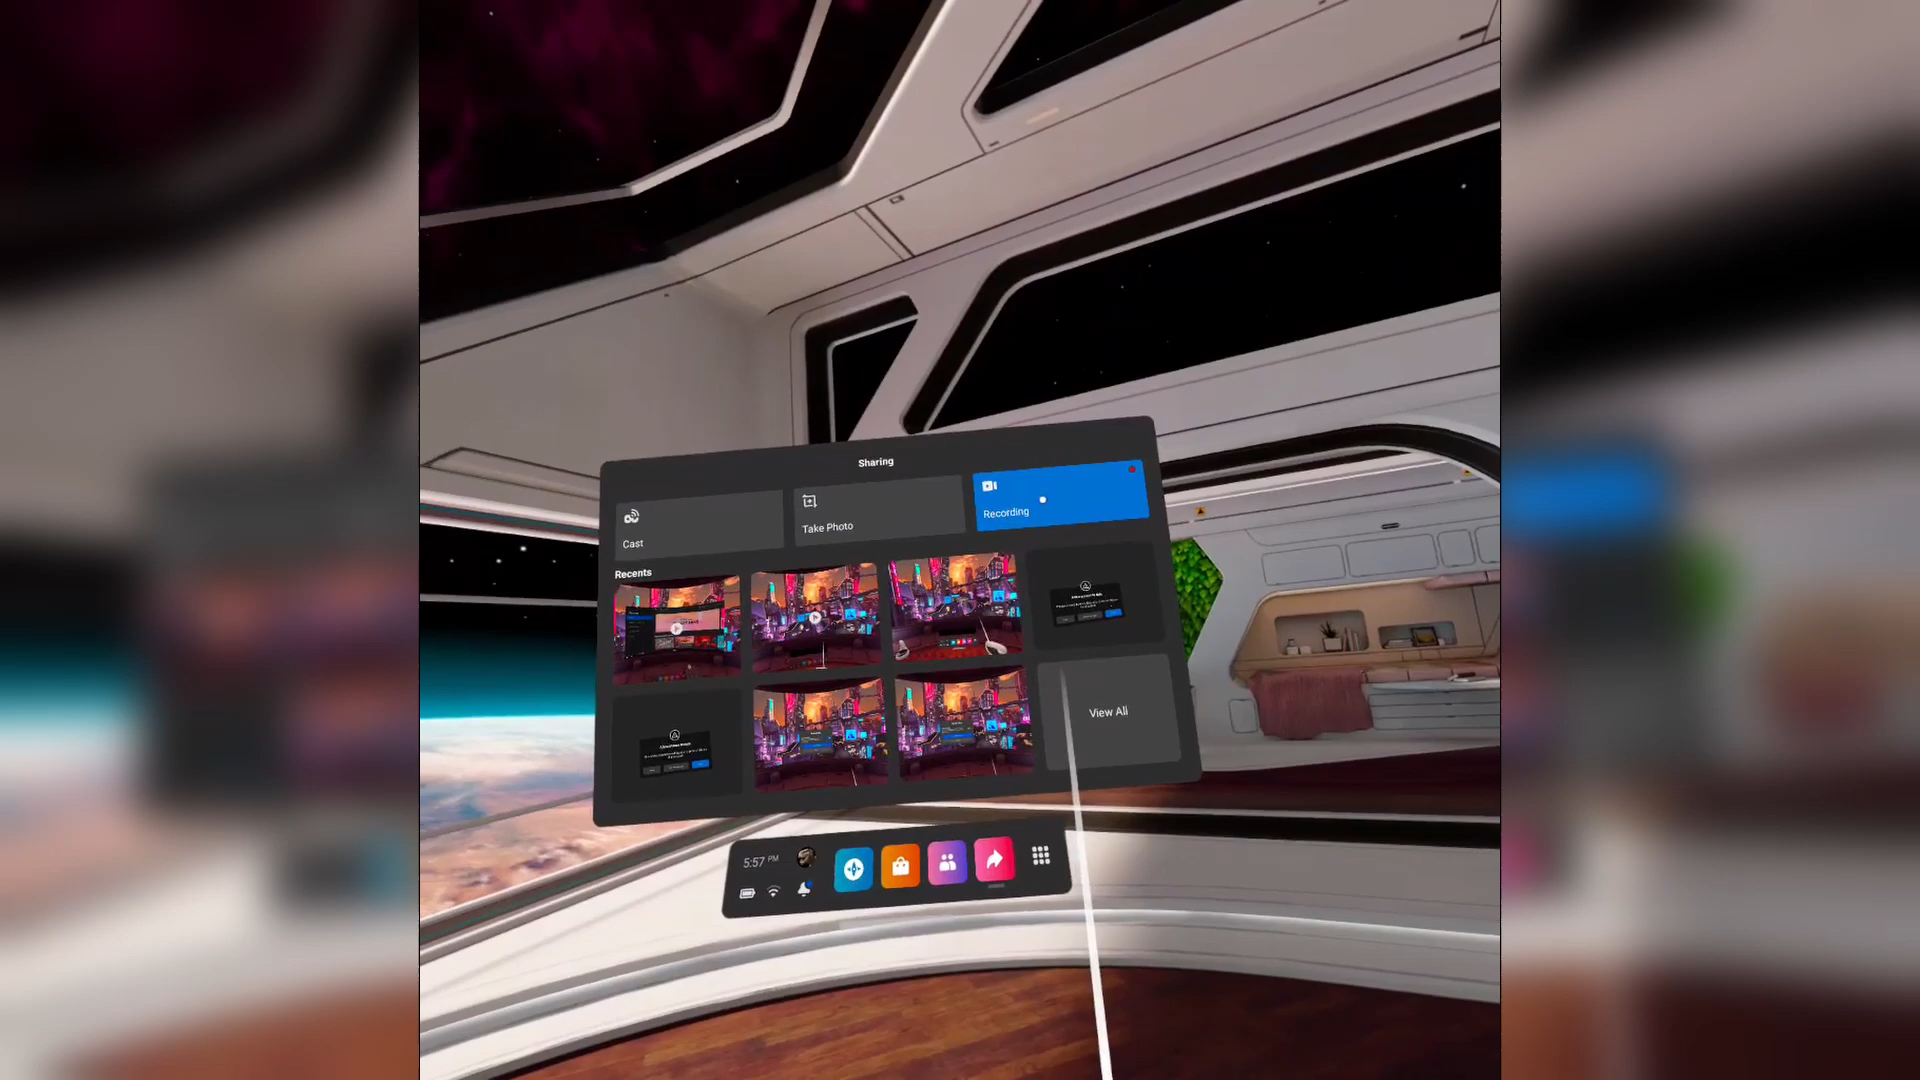 Sharing
Cast
Take Photo
Recording
Recents
View All
5:57 PM